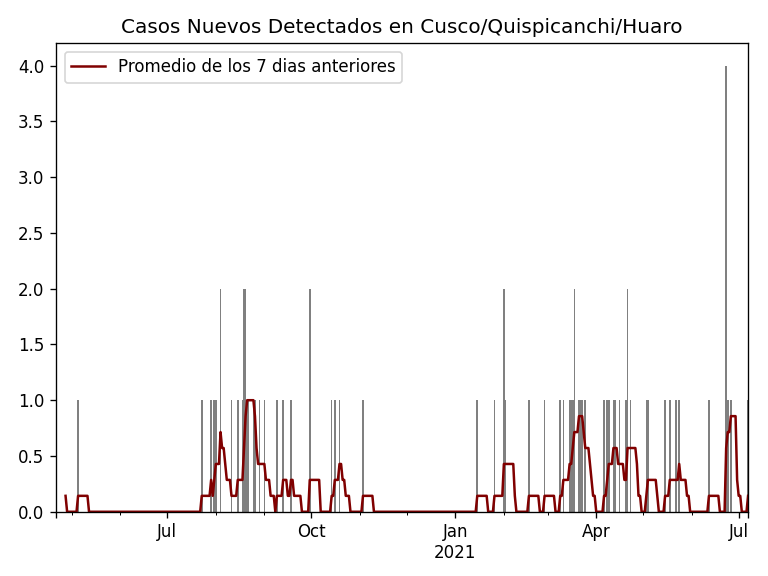 Casos Nuevos Detectados en Cusco/Quispicanchi/Huaro
Promedio de los 7 dias anteriores
4.0
3.5
3.0
2.5
2.0
1.5
1.0
0.5
0.0
Jul
Oct
Jan
2021
Apr
Jul